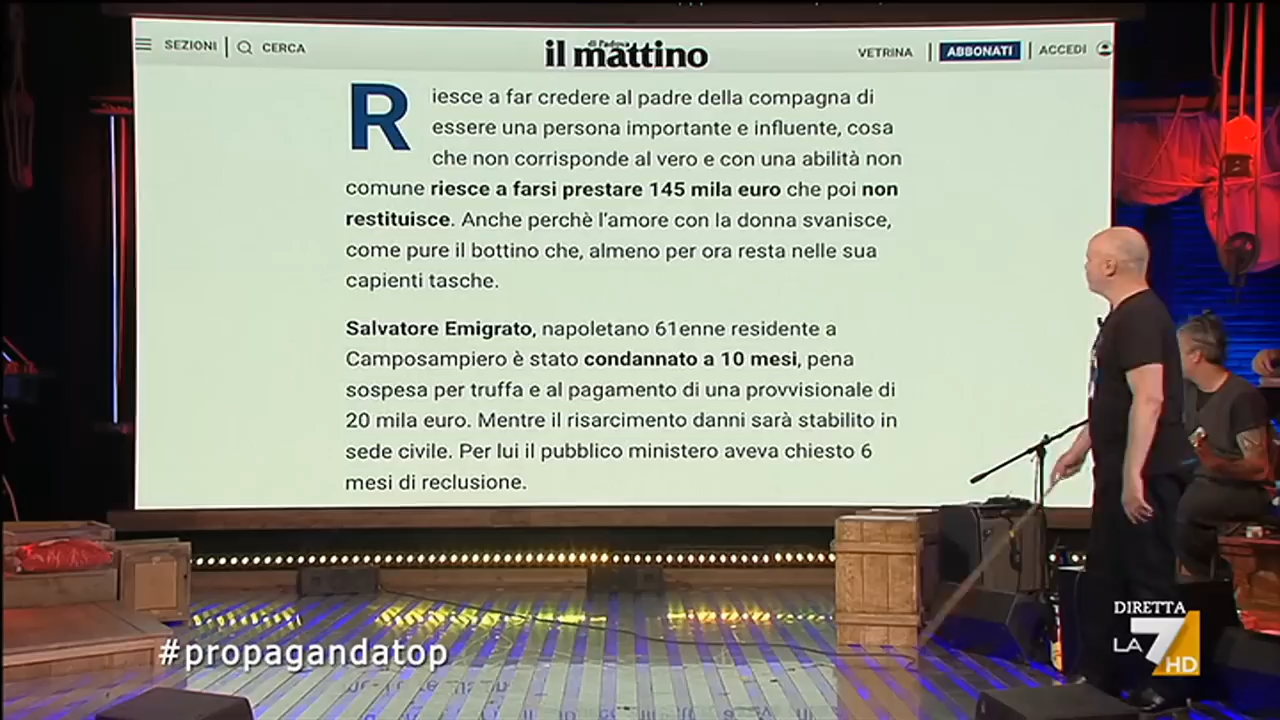 SEZIONI
CERCA
il mattino
di Padova
VETRINA
ABBONATI
ACCEDI
Riesce a far credere al padre della compagna di
essere una persona importante e influente, cosa
che non corrisponde al vero e con una abilità non
comune riesce a farsi prestare 145 mila euro che poi non
restituisce. Anche perchè l'amore con la donna svanisce,
come pure il bottino che, almeno per ora resta nelle sua
capienti tasche.
Salvatore Emigrato, napoletano 61enne residente a
Camposampiero è stato condannato a 10 mesi, pena
sospesa per truffa e al pagamento di una provvisionale di
20 mila euro. Mentre il risarcimento danni sarà stabilito in
sede civile. Per lui il pubblico ministero aveva chiesto 6
mesi di reclusione.
#propagandatop
DIRETTA
LA 7 HD